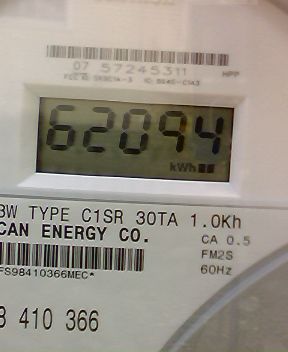 07 57245311 HPP
62094
kWh
3W TYPE C1SR 30TA 1.0Kh
CAN ENERGY CO.
CA 0.5
FM2S
60Hz
FS98410366MEC*
8 410 366